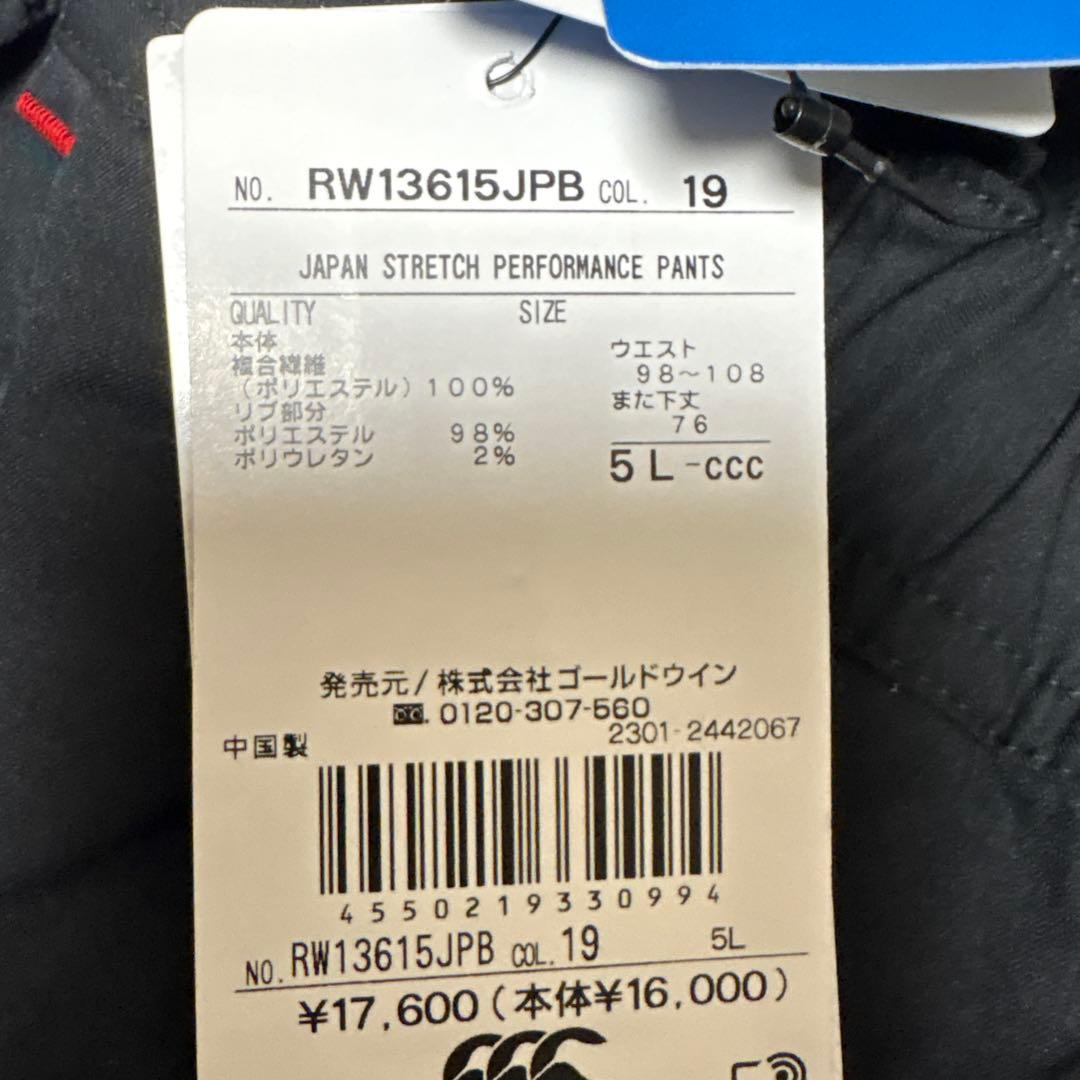 NO. RW13615JPB COL. 19
JAPAN STRETCH PERFORMANCE PANTS
QUALITY SIZE
本体
複合繊維
(ポリエステル)100%
リブ部分
ポリエステル 98%
ポリウレタン 2%
ウエスト
98〜108
また下丈
76
5L-ccc
発売元/株式会社ゴールドウイン
0120-307-560
2301-2442067
中国製
4550219330994
NO. RW13615JPB COL. 19 5L
¥17,600(本体¥16,000)